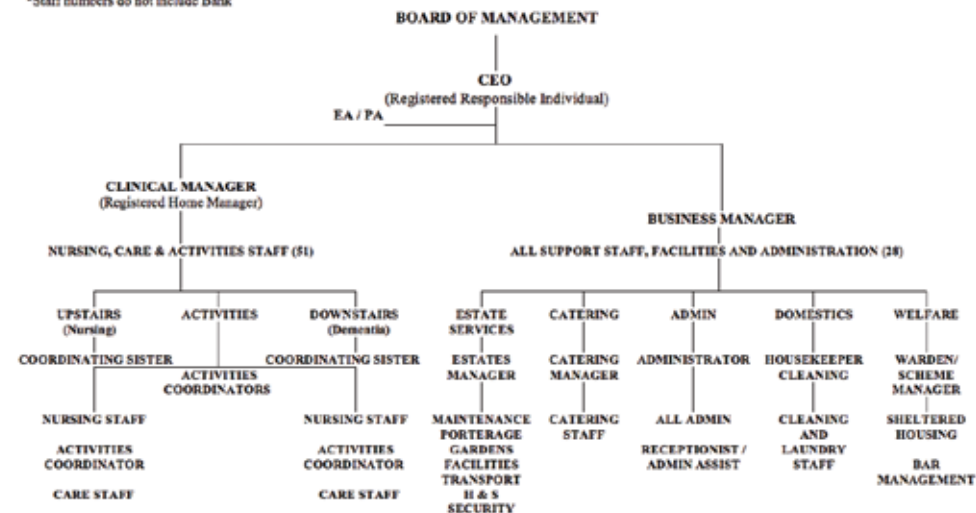 *Staff numbers do not include Bank
BOARD OF MANAGEMENT
CEO
(Registered Responsible Individual)
EA / PA
CLINICAL MANAGER
(Registered Home Manager)
BUSINESS MANAGER
NURSING, CARE & ACTIVITIES STAFF (51)
ALL SUPPORT STAFF, FACILITIES AND ADMINISTRATION (28)
UPSTAIRS
(Nursing)
ACTIVITIES
DOWNSTAIRS
(Dementia)
ESTATE
SERVICES
CATERING
ADMIN
DOMESTICS
WELFARE
COORDINATING SISTER
ACTIVITIES
COORDINATORS
COORDINATING SISTER
ESTATES
MANAGER
CATERING
MANAGER
ADMINISTRATOR
HOUSEKEEPER
CLEANING
WARDEN/
SCHEME
MANAGER
NURSING STAFF
ACTIVITIES
COORDINATOR
CARE STAFF
NURSING STAFF
ACTIVITIES
COORDINATOR
CARE STAFF
MAINTENANCE
PORTERAGE
GARDENS
FACILITIES
TRANSPORT
H & S
SECURITY
CATERING
STAFF
ALL ADMIN
RECEPTIONIST /
ADMIN ASSIST
CLEANING
AND
LAUNDRY
STAFF
SHELTERED
HOUSING
BAR
MANAGEMENT